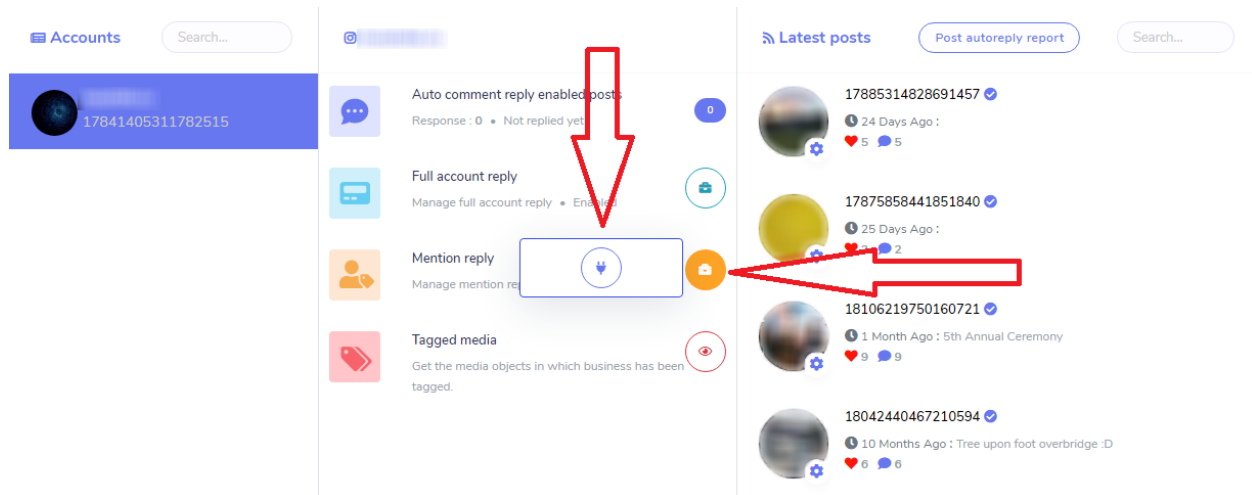 Accounts
Search...
17841405311782515
Auto comment reply enabled posts
Response : 0 • Not replied yet
0
Full account reply
Manage full account reply • Enabled
Mention reply
Manage mention
Tagged media
Get the media objects in which business has been
tagged.
Latest posts
Post autoreply report
Search...
17885314828691457
24 Days Ago :
5 5
17875858441851840
25 Days Ago :
2
18106219750160721
1 Month Ago : 5th Annual Ceremony
9 9
18042440467210594
10 Months Ago : Tree upon foot overbridge :D
6 6